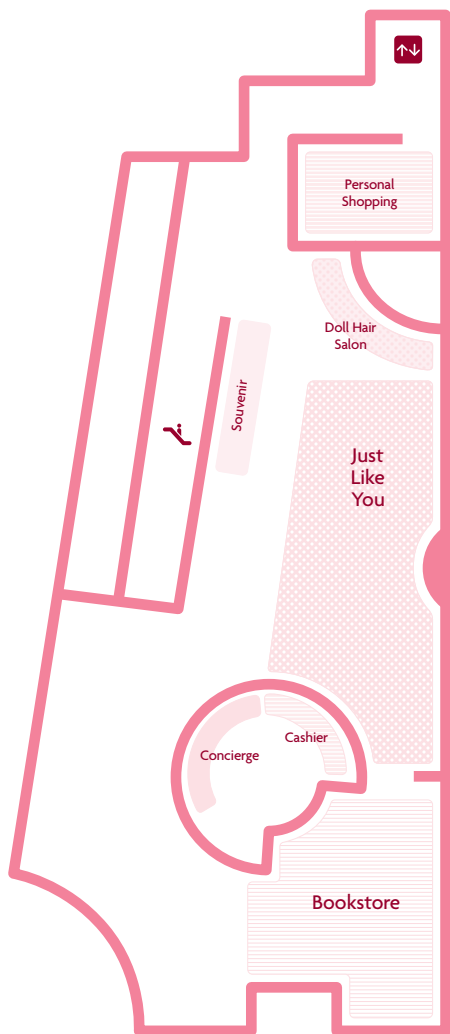 Personal
Shopping
Doll Hair
Salon
Souvenir
Just
Like
You
Cashier
Concierge
Bookstore